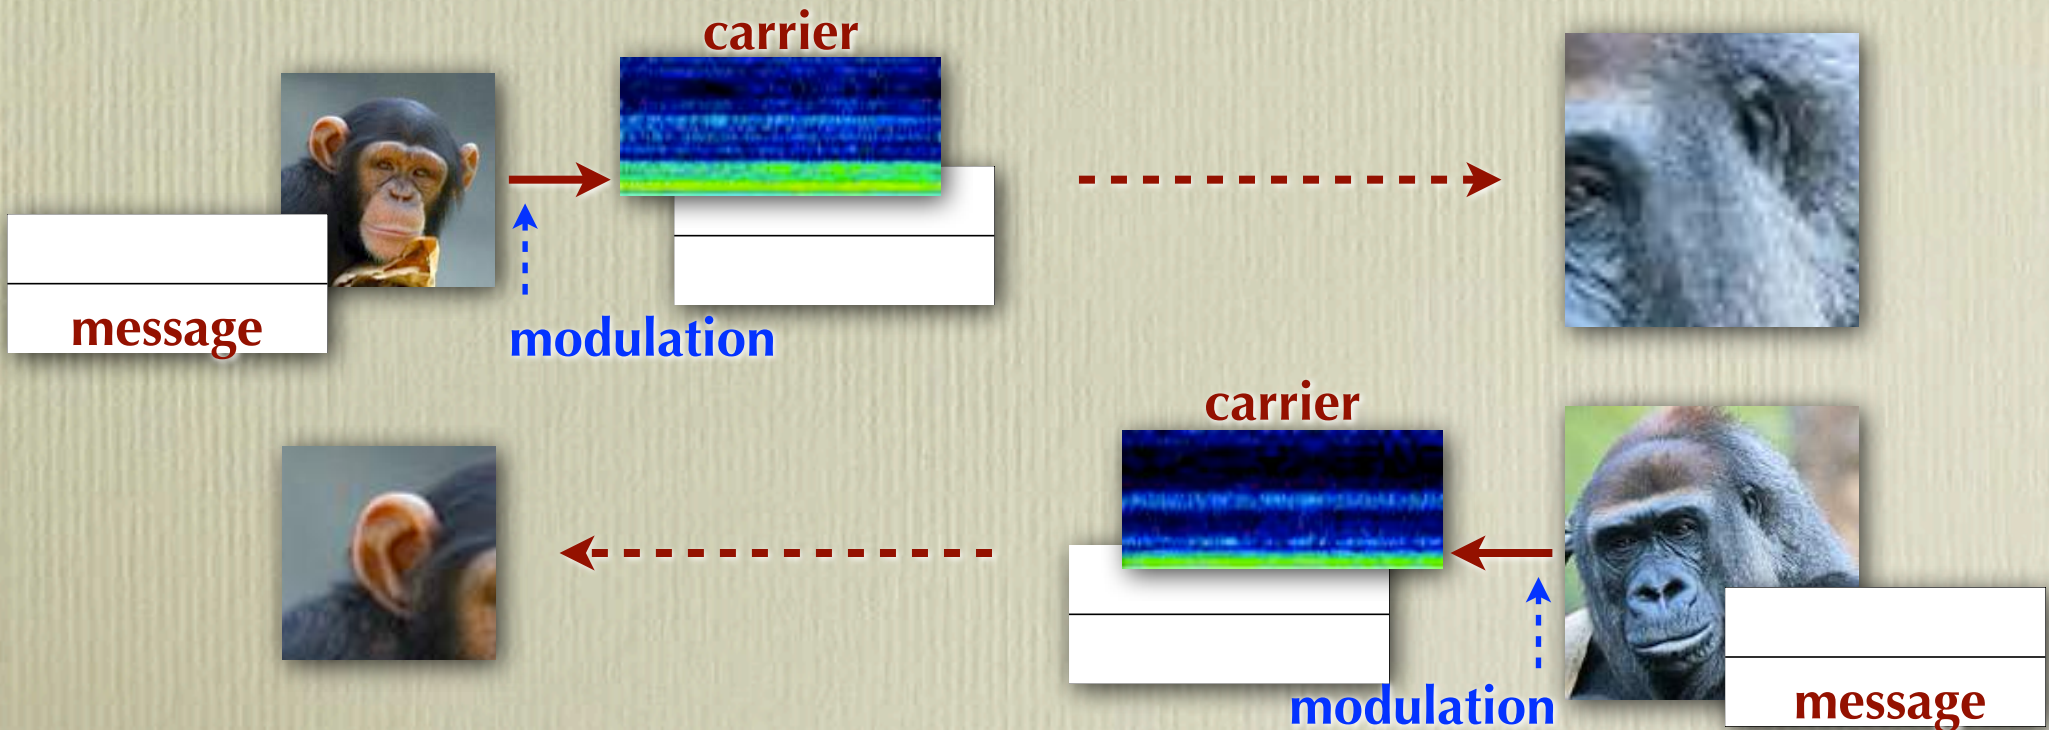 carrier
message
modulation
carrier
modulation
message